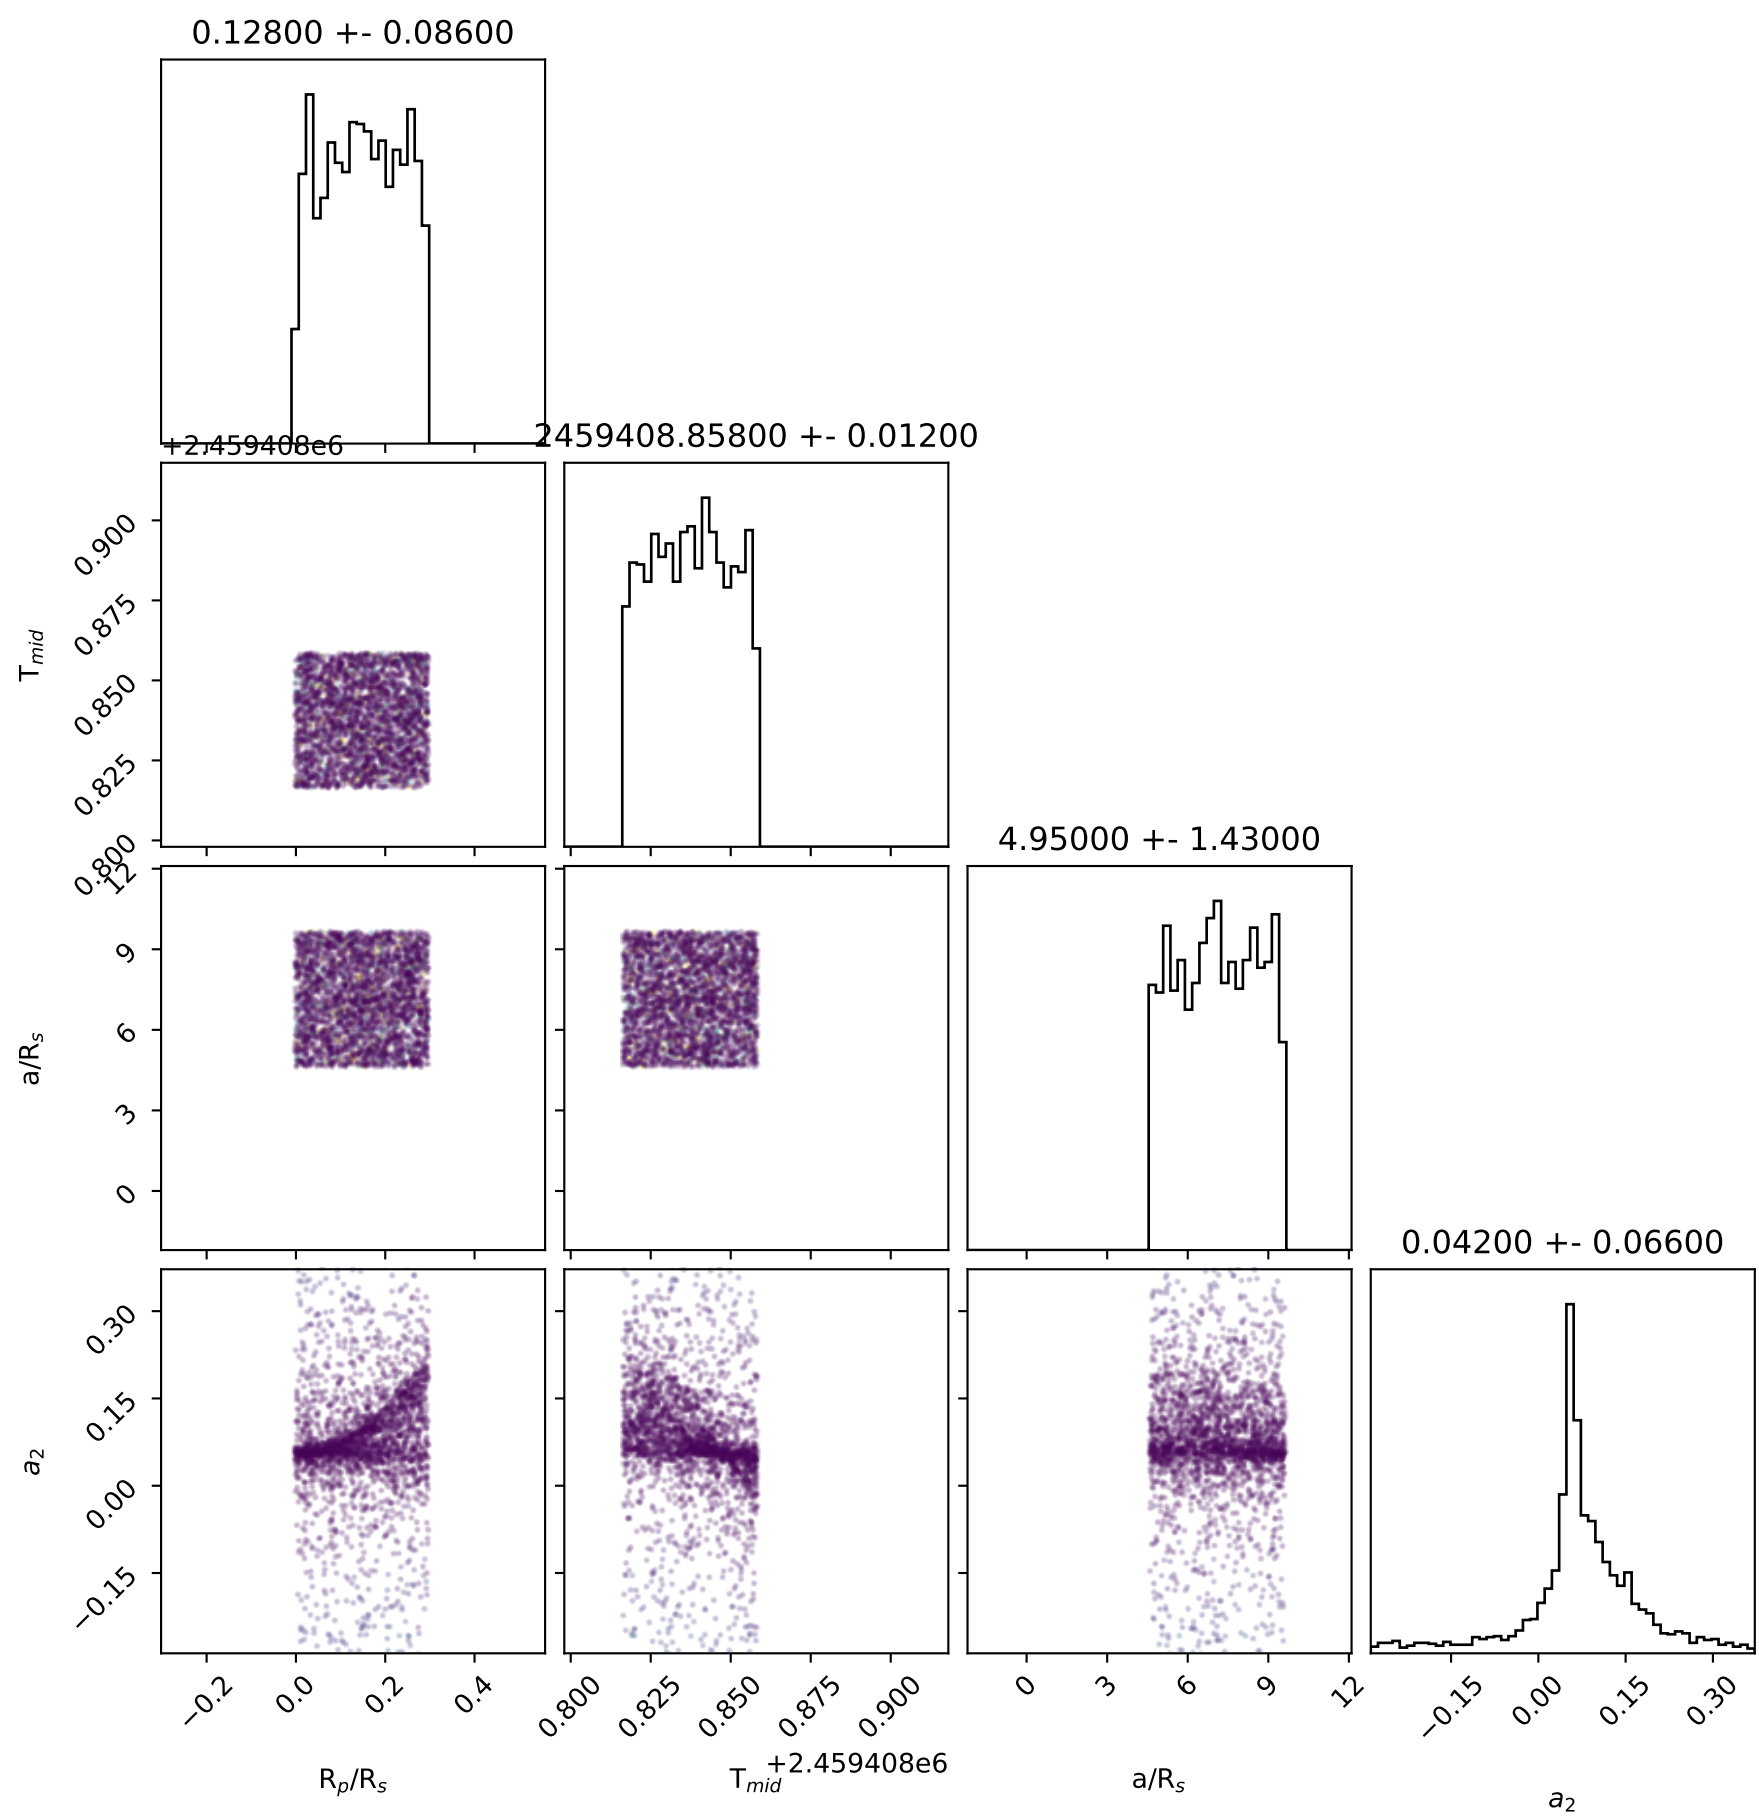 0.12800 +- 0.08600
+2.459408e6
2459408.85800 +- 0.01200
T_mid
0.900
0.875
0.850
0.825
0.800
4.95000 +- 1.43000
a/R_s
12
9
6
3
0
0.04200 +- 0.06600
a_2
0.30
0.15
0.00
−0.15
−0.2 0.0 0.2 0.4
0.800 0.825 0.850 0.875 0.900
0 3 6 9 12
−0.15 0.00 0.15 0.30
+2.459408e6
R_p/R_s
T_mid
a/R_s
a_2